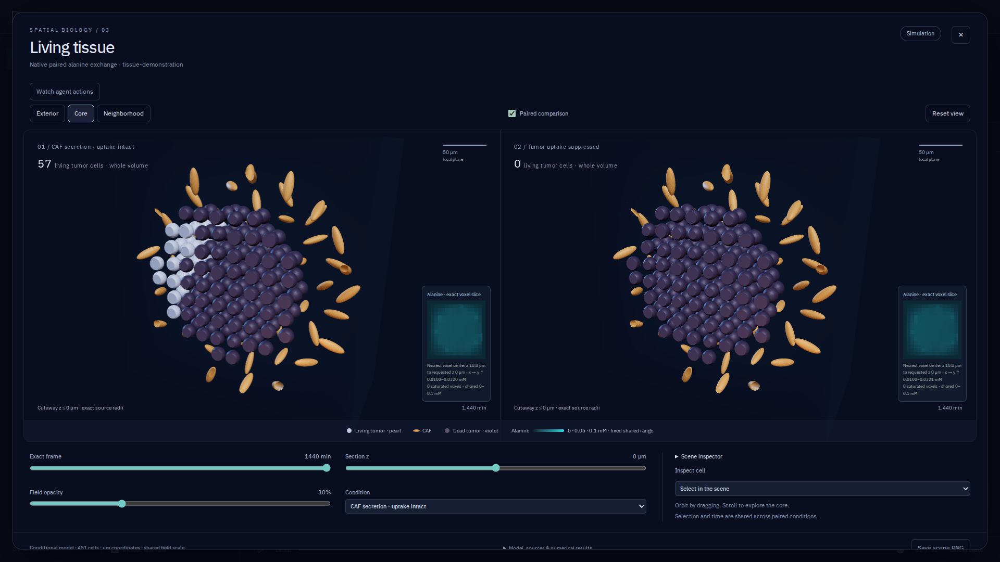 SPATIAL BIOLOGY / 03
Living tissue
Native paired alanine exchange · tissue-demonstration
Simulation
×
Watch agent actions
Exterior
Core
Neighborhood
Paired comparison
Reset view
01 / CAF secretion · uptake intact
57 living tumor cells · whole volume
50 µm
focal plane
Alanine · exact voxel slice
Nearest voxel center z 10.0 µm
to requested z 0 µm · x → y ↑
0.0100–0.0320 mM
0 saturated voxels · shared 0–
0.1 mM
Cutaway z ≤ 0 µm · exact source radii
1,440 min
02 / Tumor uptake suppressed
0 living tumor cells · whole volume
50 µm
focal plane
Alanine · exact voxel slice
Nearest voxel center z 10.0 µm
to requested z 0 µm · x → y ↑
0.0100–0.0321 mM
0 saturated voxels · shared 0–
0.1 mM
Cutaway z ≤ 0 µm · exact source radii
1,440 min
Living tumor · pearl
CAF
Dead tumor · violet
Alanine
0 · 0.05 · 0.1 mM · fixed shared range
Exact frame
1440 min
Section z
0 µm
Field opacity
30%
Condition
CAF secretion · uptake intact
Scene inspector
Inspect cell
Select in the scene
Orbit by dragging. Scroll to explore the core.
Selection and time are shared across paired conditions.
Conditional model · 451 cells · µm coordinates · shared field scale
Model, sources & numerical results
Save scene PNG